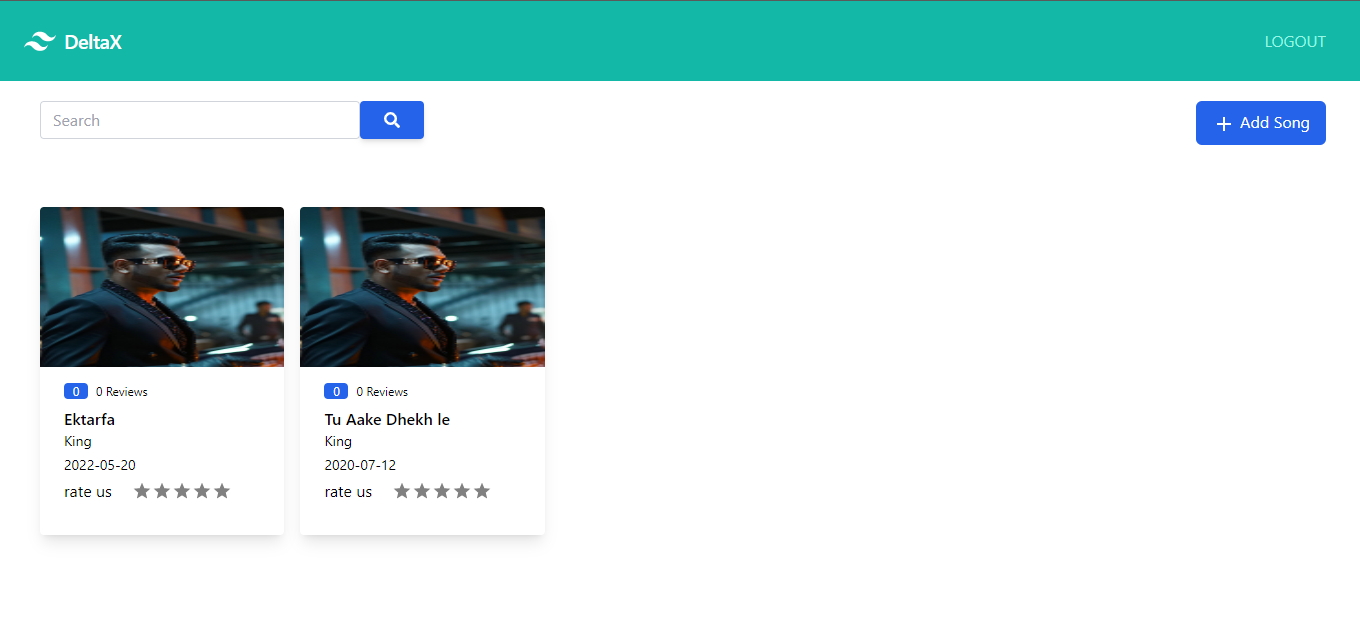 DeltaX
LOGOUT
Search
Add Song
0 0 Reviews
Ektarfa
King
2022-05-20
rate us
0 0 Reviews
Tu Aake Dhekh le
King
2020-07-12
rate us